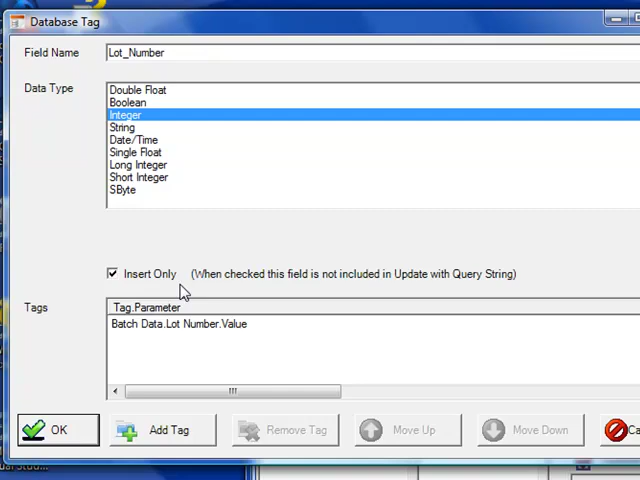 Database Tag
Field Name
Lot_Number
Data Type
Double Float
Boolean
Integer
String
Date/Time
Single Float
Long Integer
Short Integer
SByte
Insert Only (When checked this field is not included in Update with Query String)
Tags
Tag.Parameter
Batch Data.Lot Number.Value
OK
Add Tag
Remove Tag
Move Up
Move Down
Ca